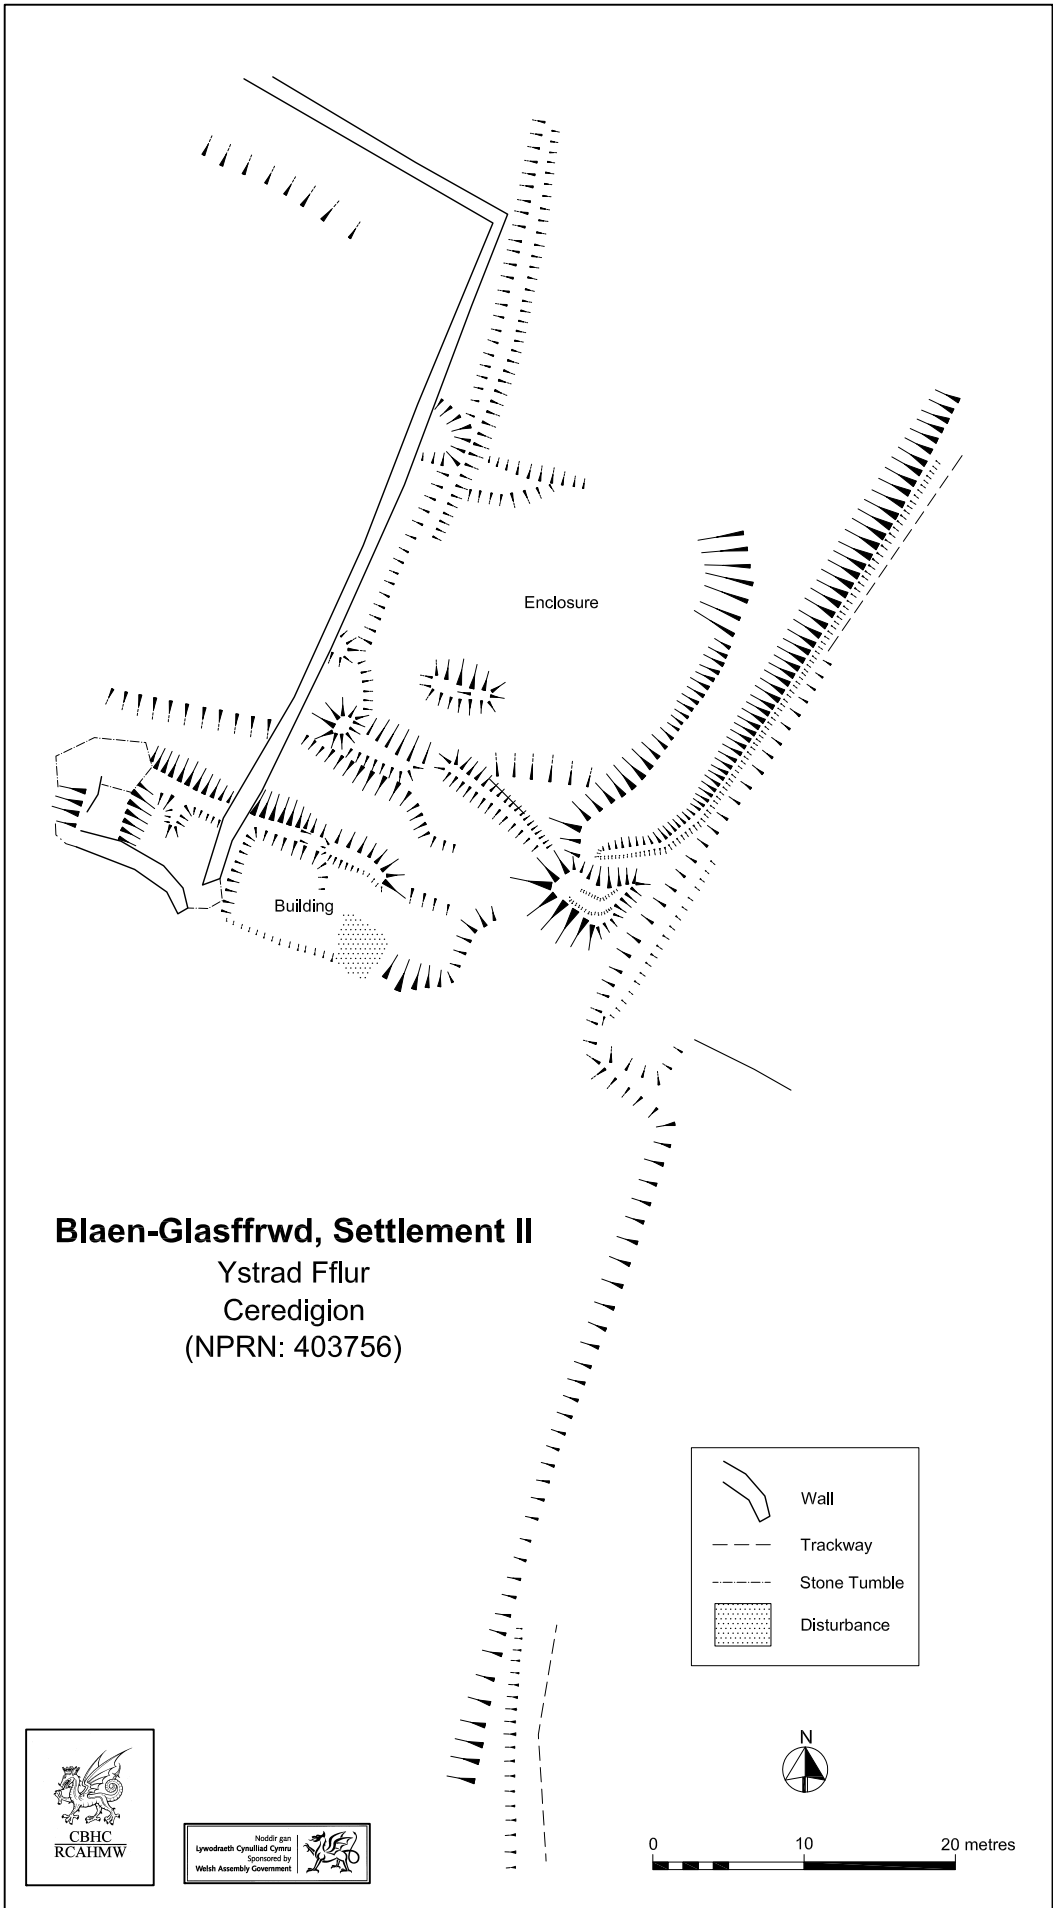 Enclosure
Building
Blaen-Glasffrwd, Settlement II
Ystrad Fflur
Ceredigion
(NPRN: 403756)
Wall
Trackway
Stone Tumble
Disturbance
N
0 10 20 metres
CBHC
RCAHMW
Noddir gan
Lywodraeth Cynulliad Cymru
Sponsored by
Welsh Assembly Government